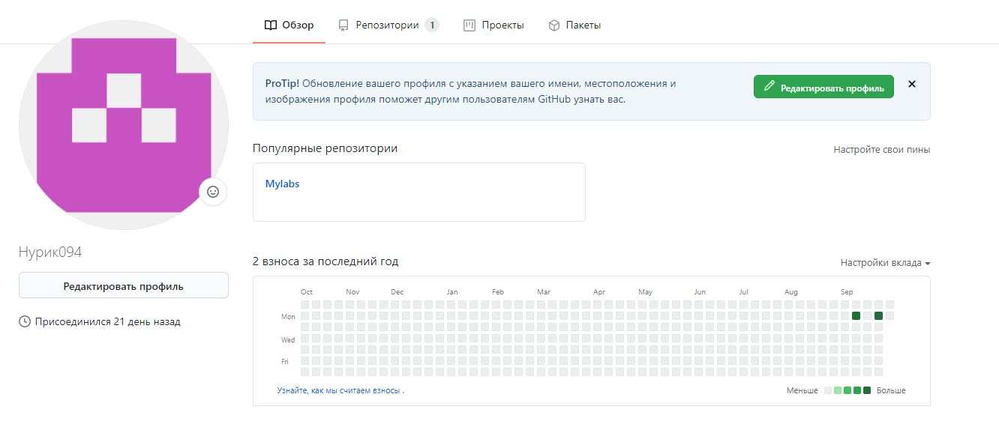 Обзор Репозитории 1 Проекты Пакеты
ProTip! Обновление вашего профиля с указанием вашего имени, местоположения и
изображения профиля поможет другим пользователям GitHub узнать вас.
Редактировать профиль
Популярные репозитории
Настройте свои пины
Mylabs
Нурик094
Редактировать профиль
Присоединился 21 день назад
2 взноса за последний год
Настройки вклада
Oct Nov Dec Jan Feb Mar Apr May Jun Jul Aug Sep
Mon
Wed
Fri
Узнайте, как мы считаем взносы .
Меньше Больше